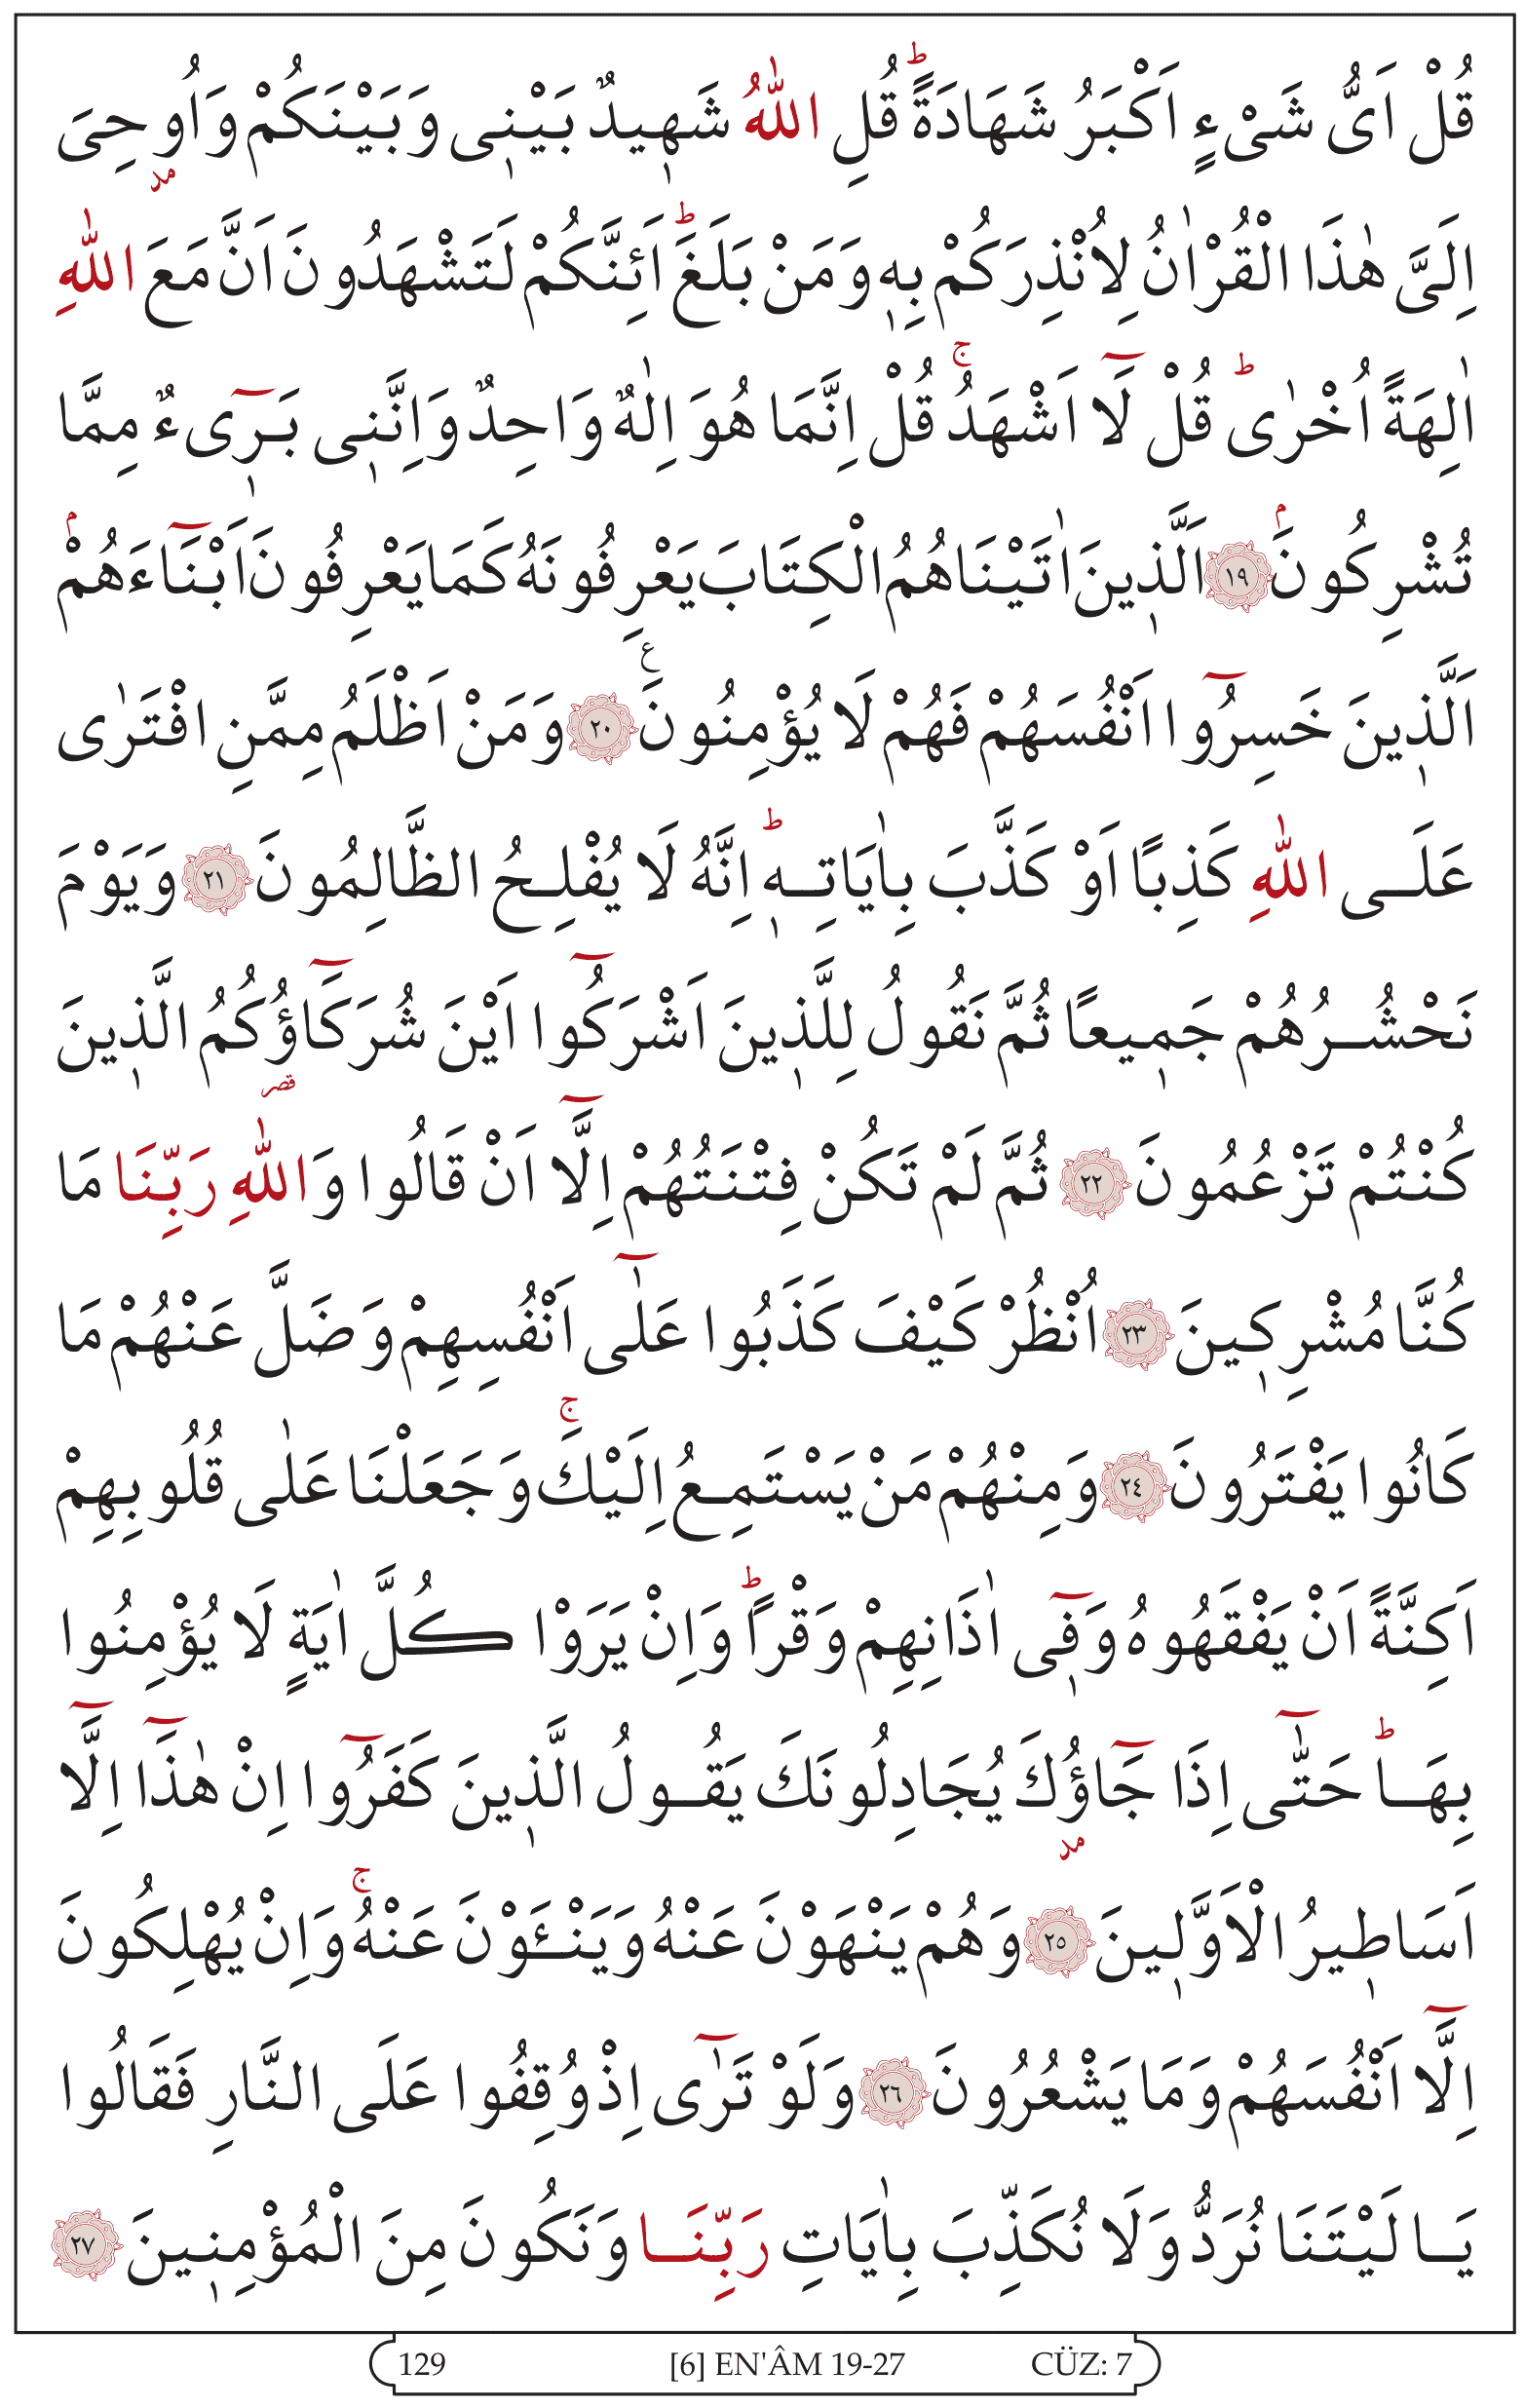 قُلْ اَىُّ شَىْءٍ اَكْبَرُ شَهَادَةًۜ قُلِ اللّٰهُ شَه۪يدٌ بَيْن۪ى وَبَيْنَكُمْ وَاُوحِىَ
اِلَىَّ هٰذَا الْقُرْاٰنُ لِاُنْذِرَكُمْ بِه۪ وَمَنْ بَلَغَۜ اَئِنَّكُمْ لَتَشْهَدُونَ اَنَّ مَعَ اللّٰهِ
اٰلِهَةً اُخْرٰىۜ قُلْ لَٓا اَشْهَدُۚ قُلْ اِنَّمَا هُوَ اِلٰهٌ وَاحِدٌ وَاِنَّن۪ى بَر۪ٓىءٌ مِمَّا
تُشْرِكُونَۢ ﴿١٩﴾ اَلَّذ۪ينَ اٰتَيْنَاهُمُ الْكِتَابَ يَعْرِفُونَهُ كَمَا يَعْرِفُونَ اَبْنَٓاءَهُمْۢ
اَلَّذ۪ينَ خَسِرُٓوا اَنْفُسَهُمْ فَهُمْ لَا يُؤْمِنُونَ۟ ﴿٢٠﴾ وَمَنْ اَظْلَمُ مِمَّنِ افْتَرٰى
عَلَى اللّٰهِ كَذِبًا اَوْ كَذَّبَ بِاٰيَاتِه۪ۜ اِنَّهُ لَا يُفْلِحُ الظَّالِمُونَ ﴿٢١﴾ وَيَوْمَ
نَحْشُرُهُمْ جَم۪يعًا ثُمَّ نَقُولُ لِلَّذ۪ينَ اَشْرَكُٓوا اَيْنَ شُرَكَٓاؤُكُمُ الَّذ۪ينَ
كُنْتُمْ تَزْعُمُونَ ﴿٢٢﴾ ثُمَّ لَمْ تَكُنْ فِتْنَتُهُمْ اِلَّٓا اَنْ قَالُوا وَاللّٰهِ رَبِّنَا مَا
كُنَّا مُشْرِك۪ينَ ﴿٢٣﴾ اُنْظُرْ كَيْفَ كَذَبُوا عَلٰٓى اَنْفُسِهِمْ وَضَلَّ عَنْهُمْ مَا
كَانُوا يَفْتَرُونَ ﴿٢٤﴾ وَمِنْهُمْ مَنْ يَسْتَمِعُ اِلَيْكَۚ وَجَعَلْنَا عَلٰى قُلُوبِهِمْ
اَكِنَّةً اَنْ يَفْقَهُوهُ وَف۪ٓى اٰذَانِهِمْ وَقْرًاۜ وَاِنْ يَرَوْا كُلَّ اٰيَةٍ لَا يُؤْمِنُوا
بِهَاۜ حَتّٰٓى اِذَا جَٓاؤُكَ يُجَادِلُونَكَ يَقُولُ الَّذ۪ينَ كَفَرُٓوا اِنْ هٰذَٓا اِلَّٓا
اَسَاط۪يرُ الْاَوَّل۪ينَ ﴿٢٥﴾ وَهُمْ يَنْهَوْنَ عَنْهُ وَيَنْـَٔوْنَ عَنْهُۚ وَاِنْ يُهْلِكُونَ
اِلَّٓا اَنْفُسَهُمْ وَمَا يَشْعُرُونَ ﴿٢٦﴾ وَلَوْ تَرٰٓى اِذْ وُقِفُوا عَلَى النَّارِ فَقَالُوا
يَا لَيْتَنَا نُرَدُّ وَلَا نُكَذِّبَ بِاٰيَاتِ رَبِّنَا وَنَكُونَ مِنَ الْمُؤْمِن۪ينَ ﴿٢٧﴾
129 [6] EN'ÂM 19-27 CÜZ: 7